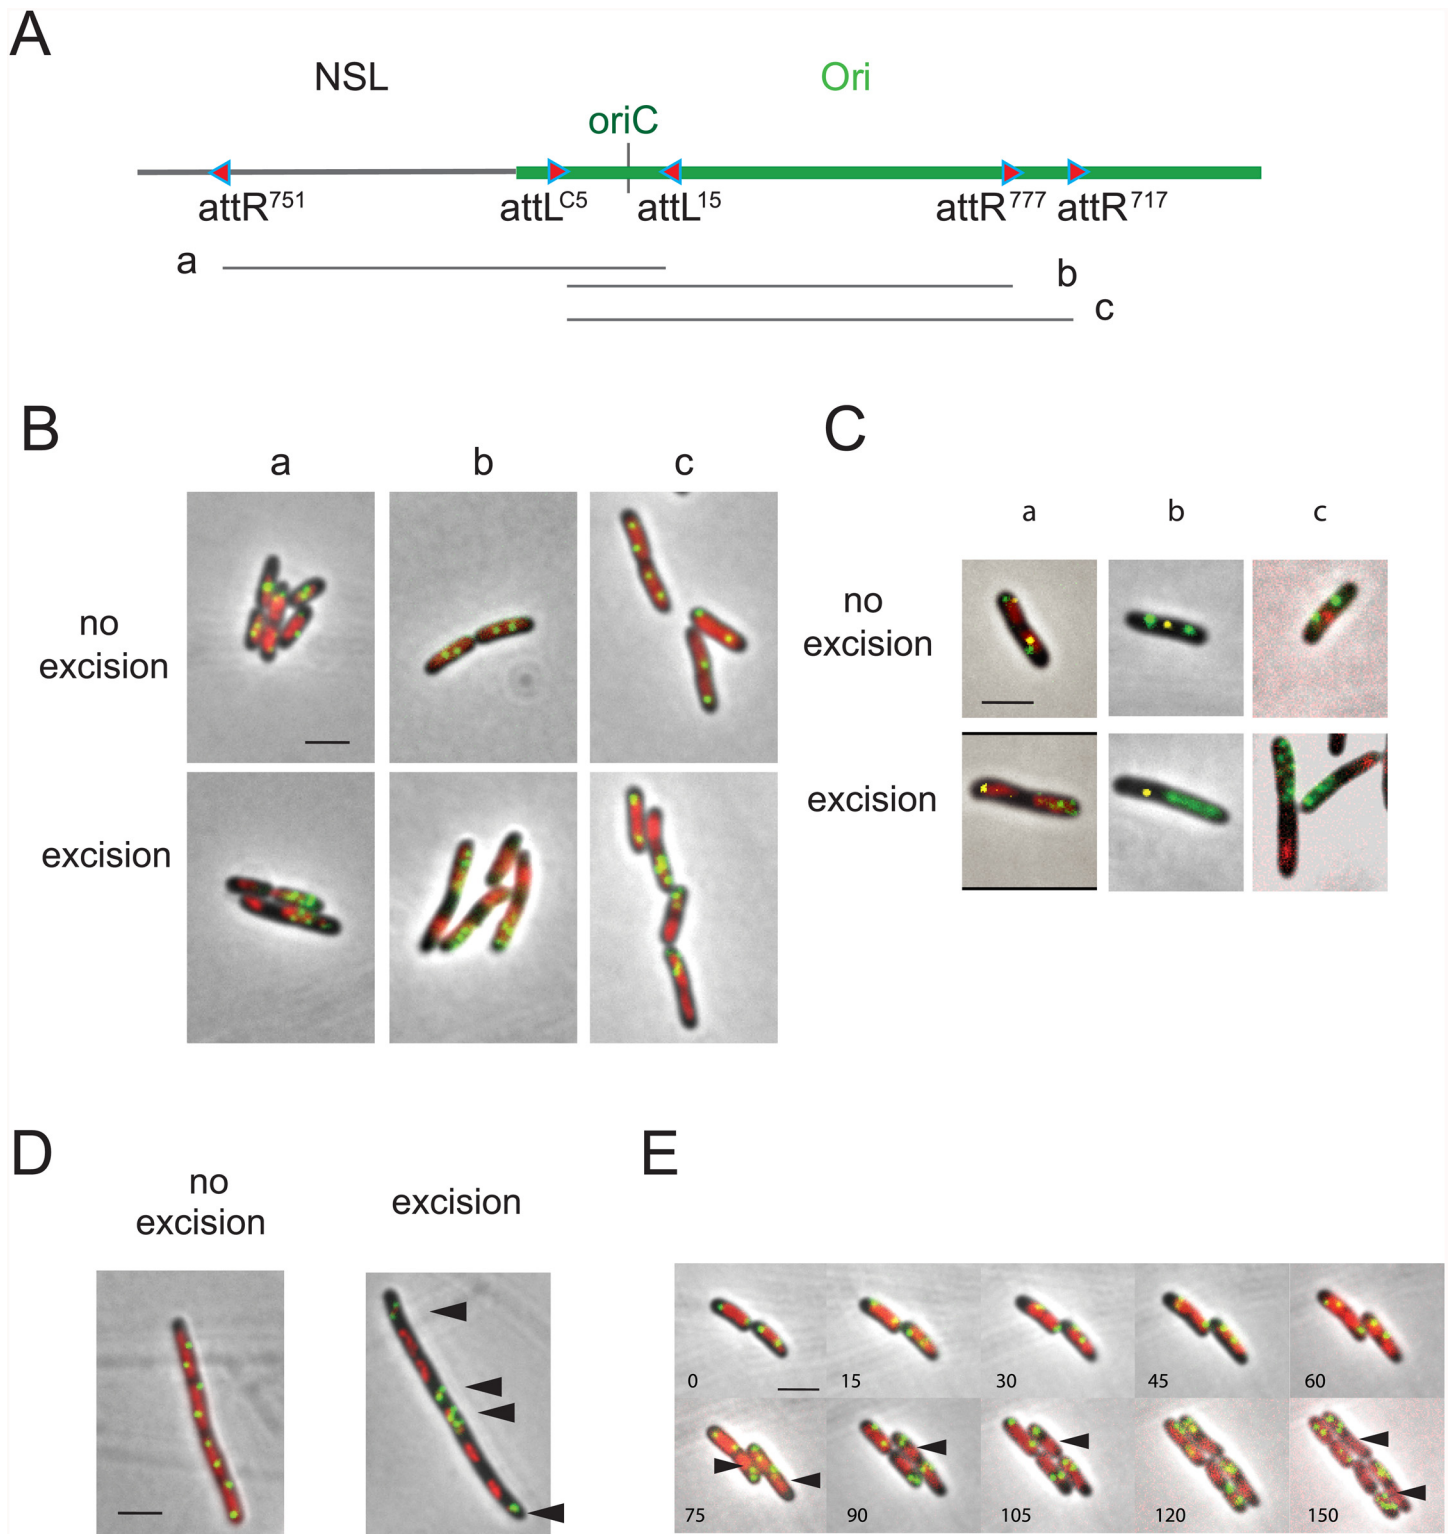 A
NSL
Ori
oriC
attR751
attLC5
attL15
attR777
attR717
a
b
c
B
a
b
c
no
excision
excision
C
a
b
c
no
excision
excision
D
no
excision
excision
E
0
15
30
45
60
75
90
105
120
150